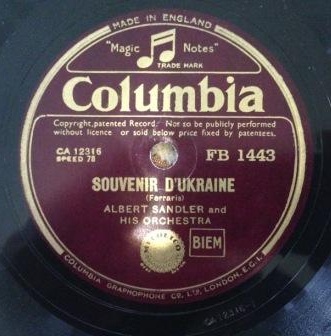 MADE IN ENGLAND
"Magic Notes"
TRADE MARK
Columbia
Copyright, patented Record. Not to be publicly performed
without licence or sold below price fixed by patentees.
CA 12316
SPEED 78
FB 1443
SOUVENIR D'UKRAINE
(Ferraris)
ALBERT SANDLER and
HIS ORCHESTRA
BIEM
COLUMBIA GRAPHOPHONE CO. LTD. LONDON, E.C.1.
CA 12316